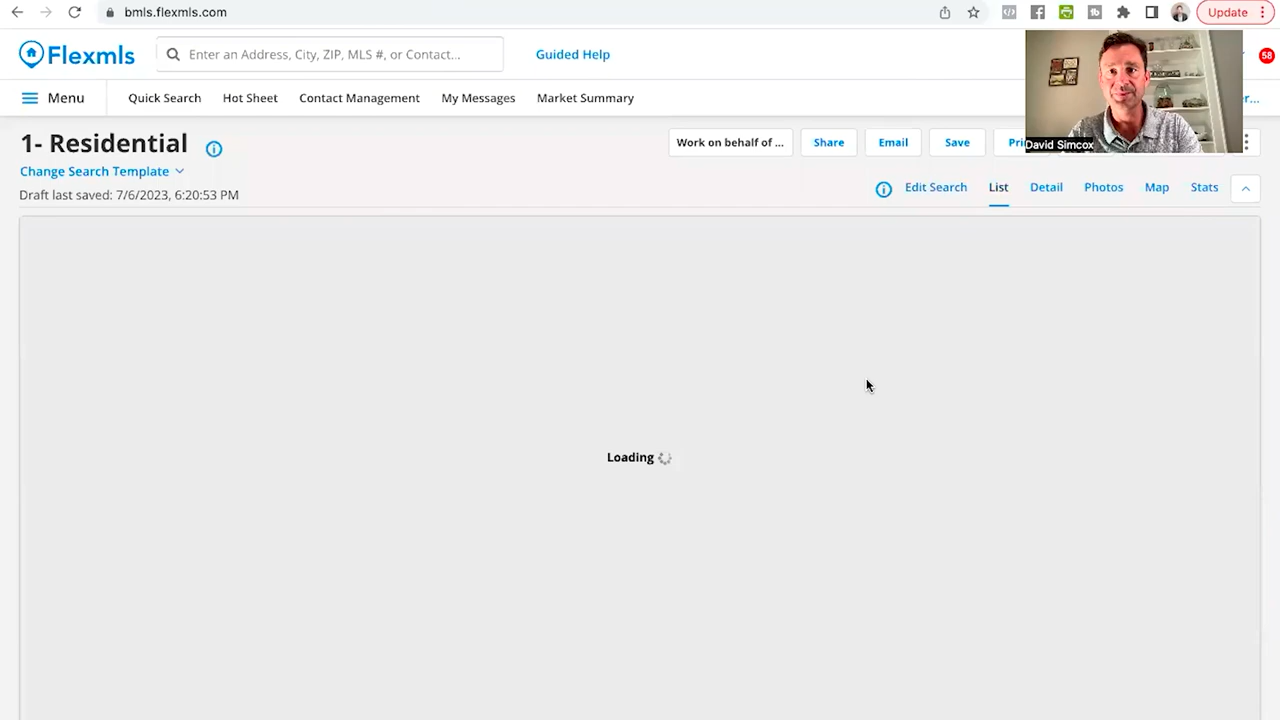 bmls.flexmls.com
Update
Flexmls
Enter an Address, City, ZIP, MLS #, or Contact...
Guided Help
58
Menu
Quick Search
Hot Sheet
Contact Management
My Messages
Market Summary
er...
David Simcox
1- Residential
Work on behalf of ...
Share
Email
Save
Pri
Change Search Template
Draft last saved: 7/6/2023, 6:20:53 PM
Edit Search
List
Detail
Photos
Map
Stats
Loading